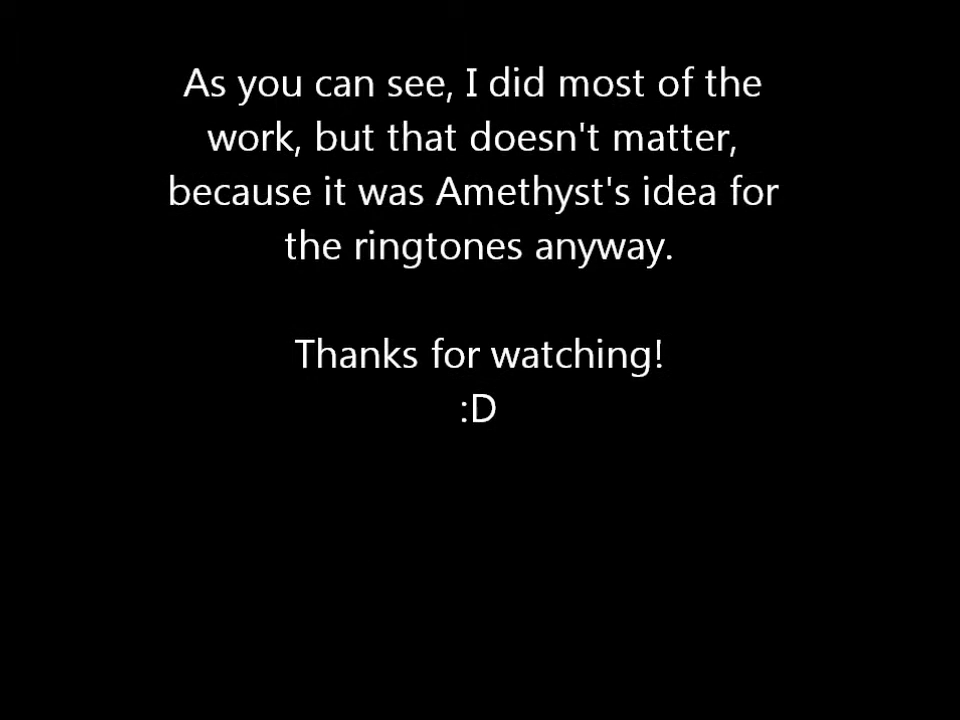 As you can see, I did most of the
work, but that doesn't matter,
because it was Amethyst's idea for
the ringtones anyway.
Thanks for watching!
:D